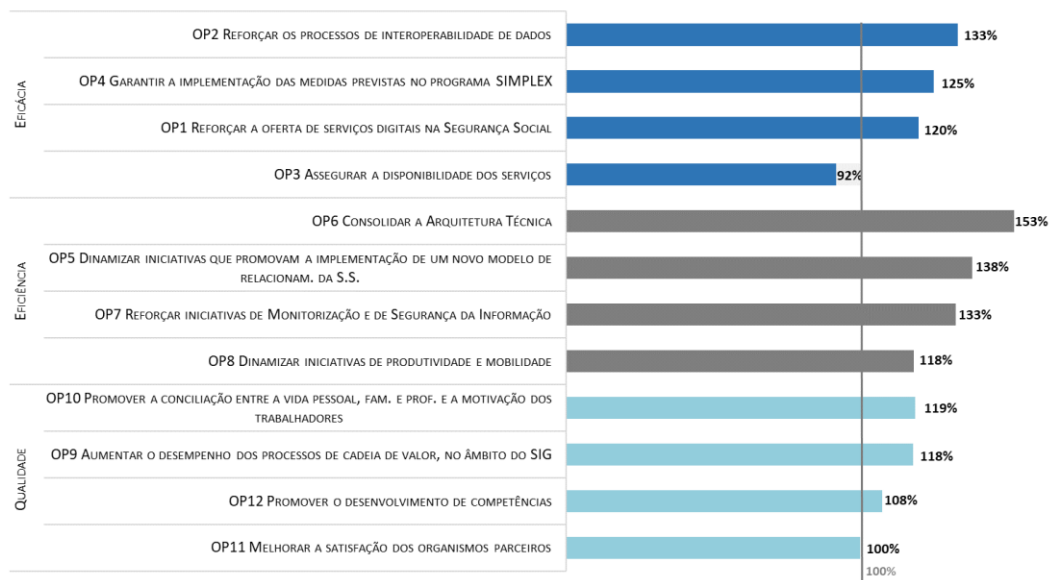 EFICÁCIA
OP2 REFORÇAR OS PROCESSOS DE INTEROPERABILIDADE DE DADOS
133%
OP4 GARANTIR A IMPLEMENTAÇÃO DAS MEDIDAS PREVISTAS NO PROGRAMA SIMPLEX
125%
OP1 REFORÇAR A OFERTA DE SERVIÇOS DIGITAIS NA SEGURANÇA SOCIAL
120%
OP3 ASSEGURAR A DISPONIBILIDADE DOS SERVIÇOS
92%
EFICIÊNCIA
OP6 CONSOLIDAR A ARQUITETURA TÉCNICA
153%
OP5 DINAMIZAR INICIATIVAS QUE PROMOVAM A IMPLEMENTAÇÃO DE UM NOVO MODELO DE
RELACIONAM. DA S.S.
138%
OP7 REFORÇAR INICIATIVAS DE MONITORIZAÇÃO E DE SEGURANÇA DA INFORMAÇÃO
133%
OP8 DINAMIZAR INICIATIVAS DE PRODUTIVIDADE E MOBILIDADE
118%
QUALIDADE
OP10 PROMOVER A CONCILIAÇÃO ENTRE A VIDA PESSOAL, FAM. E PROF. E A MOTIVAÇÃO DOS
TRABALHADORES
119%
OP9 AUMENTAR O DESEMPENHO DOS PROCESSOS DE CADEIA DE VALOR, NO ÂMBITO DO SIG
118%
OP12 PROMOVER O DESENVOLVIMENTO DE COMPETÊNCIAS
108%
OP11 MELHORAR A SATISFAÇÃO DOS ORGANISMOS PARCEIROS
100%
100%